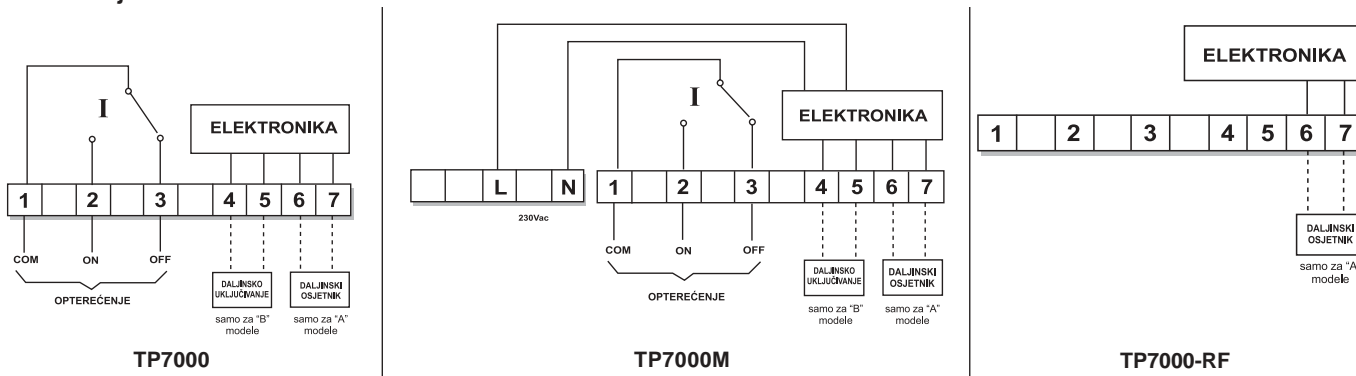 I
ELEKTRONIKA
1 2 3 4 5 6 7
COM ON OFF
OPTEREĆENJE
DALJINSKO
UKLJUČIVANJE
samo za "B"
modele
DALJINSKI
OSJETNIK
samo za "A"
modele
TP7000
I
ELEKTRONIKA
L N 1 2 3 4 5 6 7
230Vac
COM ON OFF
OPTEREĆENJE
DALJINSKO
UKLJUČIVANJE
samo za "B"
modele
DALJINSKI
OSJETNIK
samo za "A"
modele
TP7000M
ELEKTRONIKA
1 2 3 4 5 6 7
DALJINSKI
OSJETNIK
samo za "A
modele
TP7000-RF